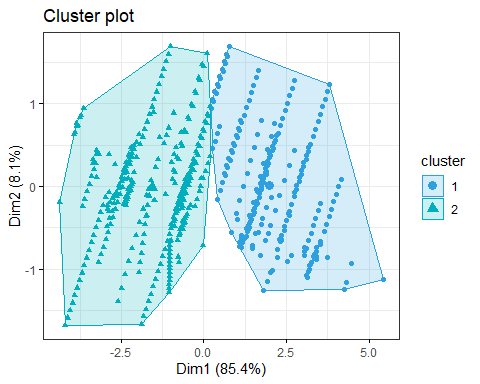 Cluster plot
Dim2 (8.1%)
1
0
-1
-2.5
0.0
2.5
5.0
Dim1 (85.4%)
cluster
1
2